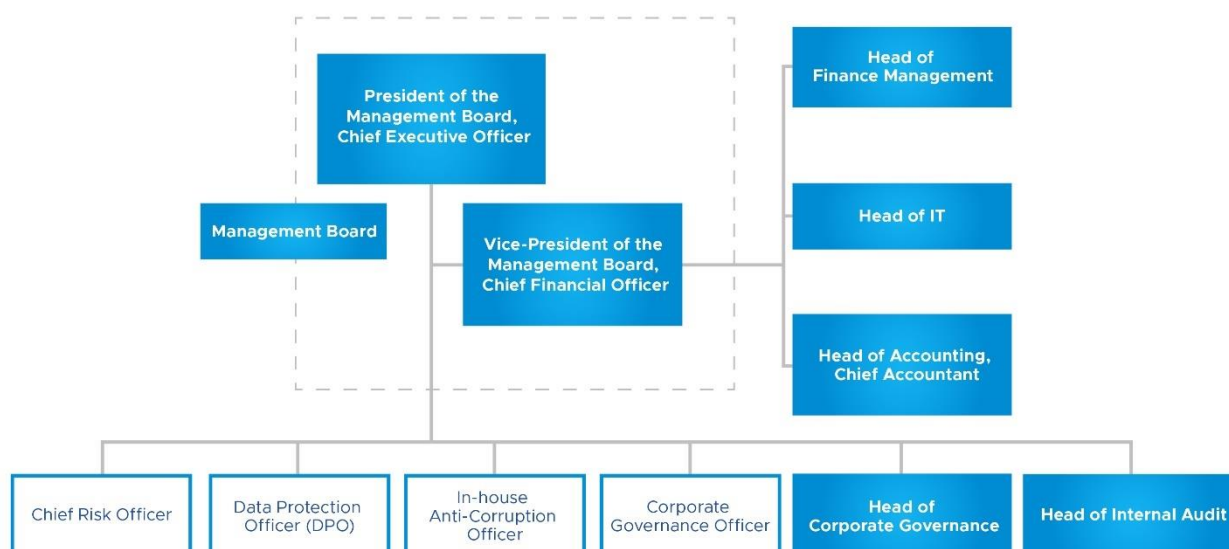 President of the
Management Board,
Chief Executive Officer
Management Board
Vice-President of the
Management Board,
Chief Financial Officer
Head of
Finance Management
Head of IT
Head of Accounting,
Chief Accountant
Chief Risk Officer
Data Protection
Officer (DPO)
In-house
Anti-Corruption
Officer
Corporate
Governance Officer
Head of
Corporate Governance
Head of Internal Audit